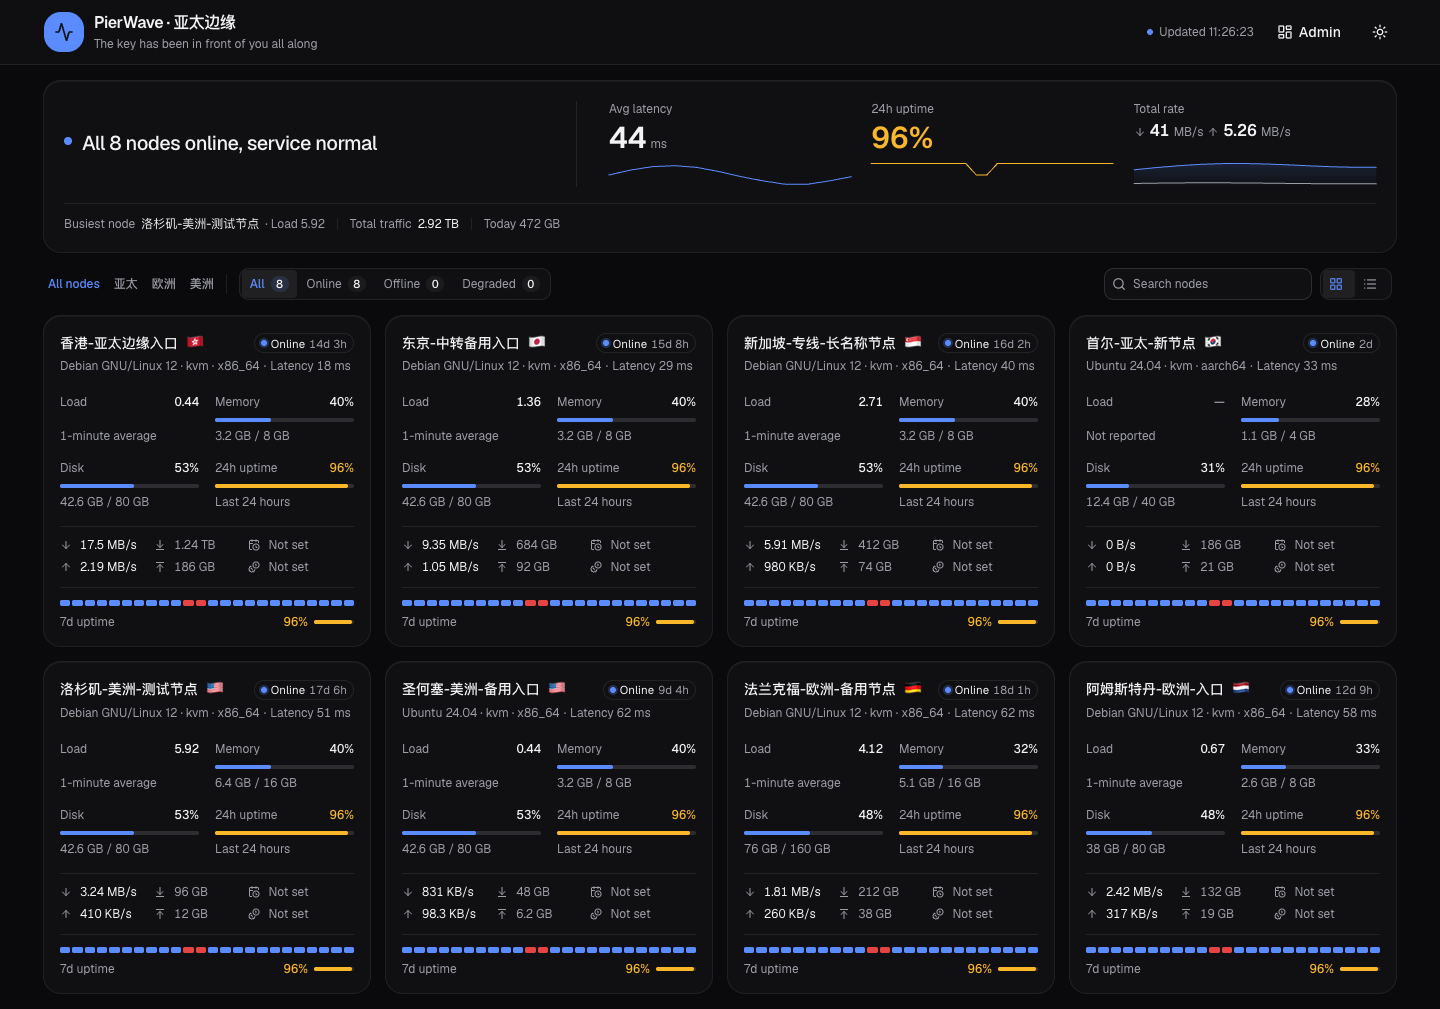 PierWave · 亚太边缘
The key has been in front of you all along
Updated 11:26:23
Admin
All 8 nodes online, service normal
Avg latency
44 ms
24h uptime
96%
Total rate
↓ 41 MB/s ↑ 5.26 MB/s
Busiest node 洛杉矶-美洲-测试节点 · Load 5.92
Total traffic 2.92 TB
Today 472 GB
All nodes 亚太 欧洲 美洲
All 8 Online 8 Offline 0 Degraded 0
Search nodes
香港-亚太边缘入口
Online 14d 3h
Debian GNU/Linux 12 · kvm · x86_64 · Latency 18 ms
Load 0.44
Memory 40%
1-minute average
3.2 GB / 8 GB
Disk 53%
24h uptime 96%
42.6 GB / 80 GB
Last 24 hours
↓ 17.5 MB/s 1.24 TB Not set
↑ 2.19 MB/s 186 GB Not set
7d uptime 96%
东京-中转备用入口
Online 15d 8h
Debian GNU/Linux 12 · kvm · x86_64 · Latency 29 ms
Load 1.36
Memory 40%
1-minute average
3.2 GB / 8 GB
Disk 53%
24h uptime 96%
42.6 GB / 80 GB
Last 24 hours
↓ 9.35 MB/s 684 GB Not set
↑ 1.05 MB/s 92 GB Not set
7d uptime 96%
新加坡-专线-长名称节点
Online 16d 2h
Debian GNU/Linux 12 · kvm · x86_64 · Latency 40 ms
Load 2.71
Memory 40%
1-minute average
3.2 GB / 8 GB
Disk 53%
24h uptime 96%
42.6 GB / 80 GB
Last 24 hours
↓ 5.91 MB/s 412 GB Not set
↑ 980 KB/s 74 GB Not set
7d uptime 96%
首尔-亚太-新节点
Online 2d
Ubuntu 24.04 · kvm · aarch64 · Latency 33 ms
Load —
Memory 28%
Not reported
1.1 GB / 4 GB
Disk 31%
24h uptime 96%
12.4 GB / 40 GB
Last 24 hours
↓ 0 B/s 186 GB Not set
↑ 0 B/s 21 GB Not set
7d uptime 96%
洛杉矶-美洲-测试节点
Online 17d 6h
Debian GNU/Linux 12 · kvm · x86_64 · Latency 51 ms
Load 5.92
Memory 40%
1-minute average
6.4 GB / 16 GB
Disk 53%
24h uptime 96%
42.6 GB / 80 GB
Last 24 hours
↓ 3.24 MB/s 96 GB Not set
↑ 410 KB/s 12 GB Not set
7d uptime 96%
圣何塞-美洲-备用入口
Online 9d 4h
Ubuntu 24.04 · kvm · x86_64 · Latency 62 ms
Load 0.44
Memory 40%
1-minute average
3.2 GB / 8 GB
Disk 53%
24h uptime 96%
42.6 GB / 80 GB
Last 24 hours
↓ 831 KB/s 48 GB Not set
↑ 98.3 KB/s 6.2 GB Not set
7d uptime 96%
法兰克福-欧洲-备用节点
Online 18d 1h
Debian GNU/Linux 12 · kvm · x86_64 · Latency 62 ms
Load 4.12
Memory 32%
1-minute average
5.1 GB / 16 GB
Disk 48%
24h uptime 96%
76 GB / 160 GB
Last 24 hours
↓ 1.81 MB/s 212 GB Not set
↑ 260 KB/s 38 GB Not set
7d uptime 96%
阿姆斯特丹-欧洲-入口
Online 12d 9h
Debian GNU/Linux 12 · kvm · x86_64 · Latency 58 ms
Load 0.67
Memory 33%
1-minute average
2.6 GB / 8 GB
Disk 48%
24h uptime 96%
38 GB / 80 GB
Last 24 hours
↓ 2.42 MB/s 132 GB Not set
↑ 317 KB/s 19 GB Not set
7d uptime 96%